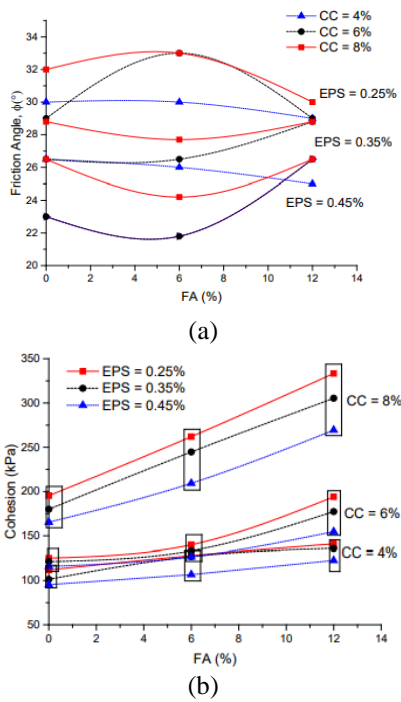 CC = 4%
CC = 6%
CC = 8%
34
32
30
28
26
24
22
20
Friction Angle, ϕ(°)
EPS = 0.25%
EPS = 0.35%
EPS = 0.45%
0 2 4 6 8 10 12 14
FA (%)
(a)
350
300
250
200
150
100
50
Cohesion (kPa)
EPS = 0.25%
EPS = 0.35%
EPS = 0.45%
CC = 8%
CC = 6%
CC = 4%
0 2 4 6 8 10 12 14
FA (%)
(b)